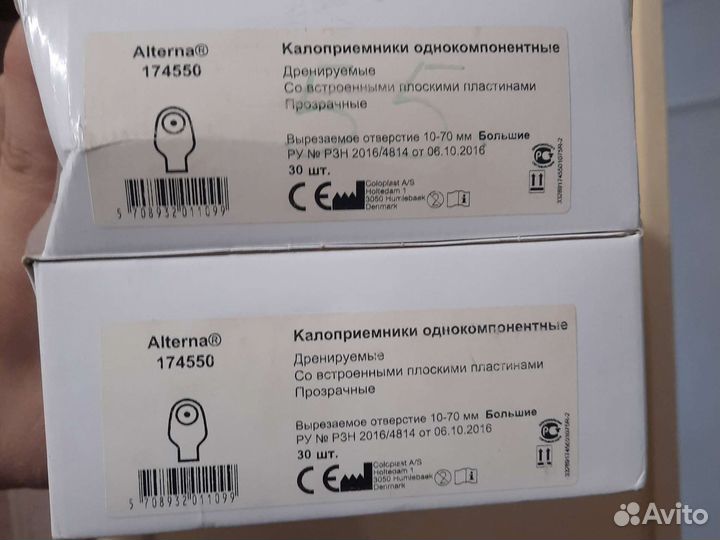 Alterna®
174550
Калоприемники однокомпонентные
Дренируемые
Со встроенными плоскими пластинами
Прозрачные
55
Вырезаемое отверстие 10-70 мм Большие
РУ № РЗН 2016/4814 от 06.10.2016
30 шт.
CE
Coloplast A/S
Holtedam 1
3050 Humlebaek
Denmark
5 708932 011099
Alterna®
174550
Калоприемники однокомпонентные
Дренируемые
Со встроенными плоскими пластинами
Прозрачные
Вырезаемое отверстие 10-70 мм Большие
РУ № РЗН 2016/4814 от 06.10.2016
30 шт.
CE
Coloplast A/S
Holtedam 1
3050 Humlebaek
Denmark
5 708932 011099
Avito